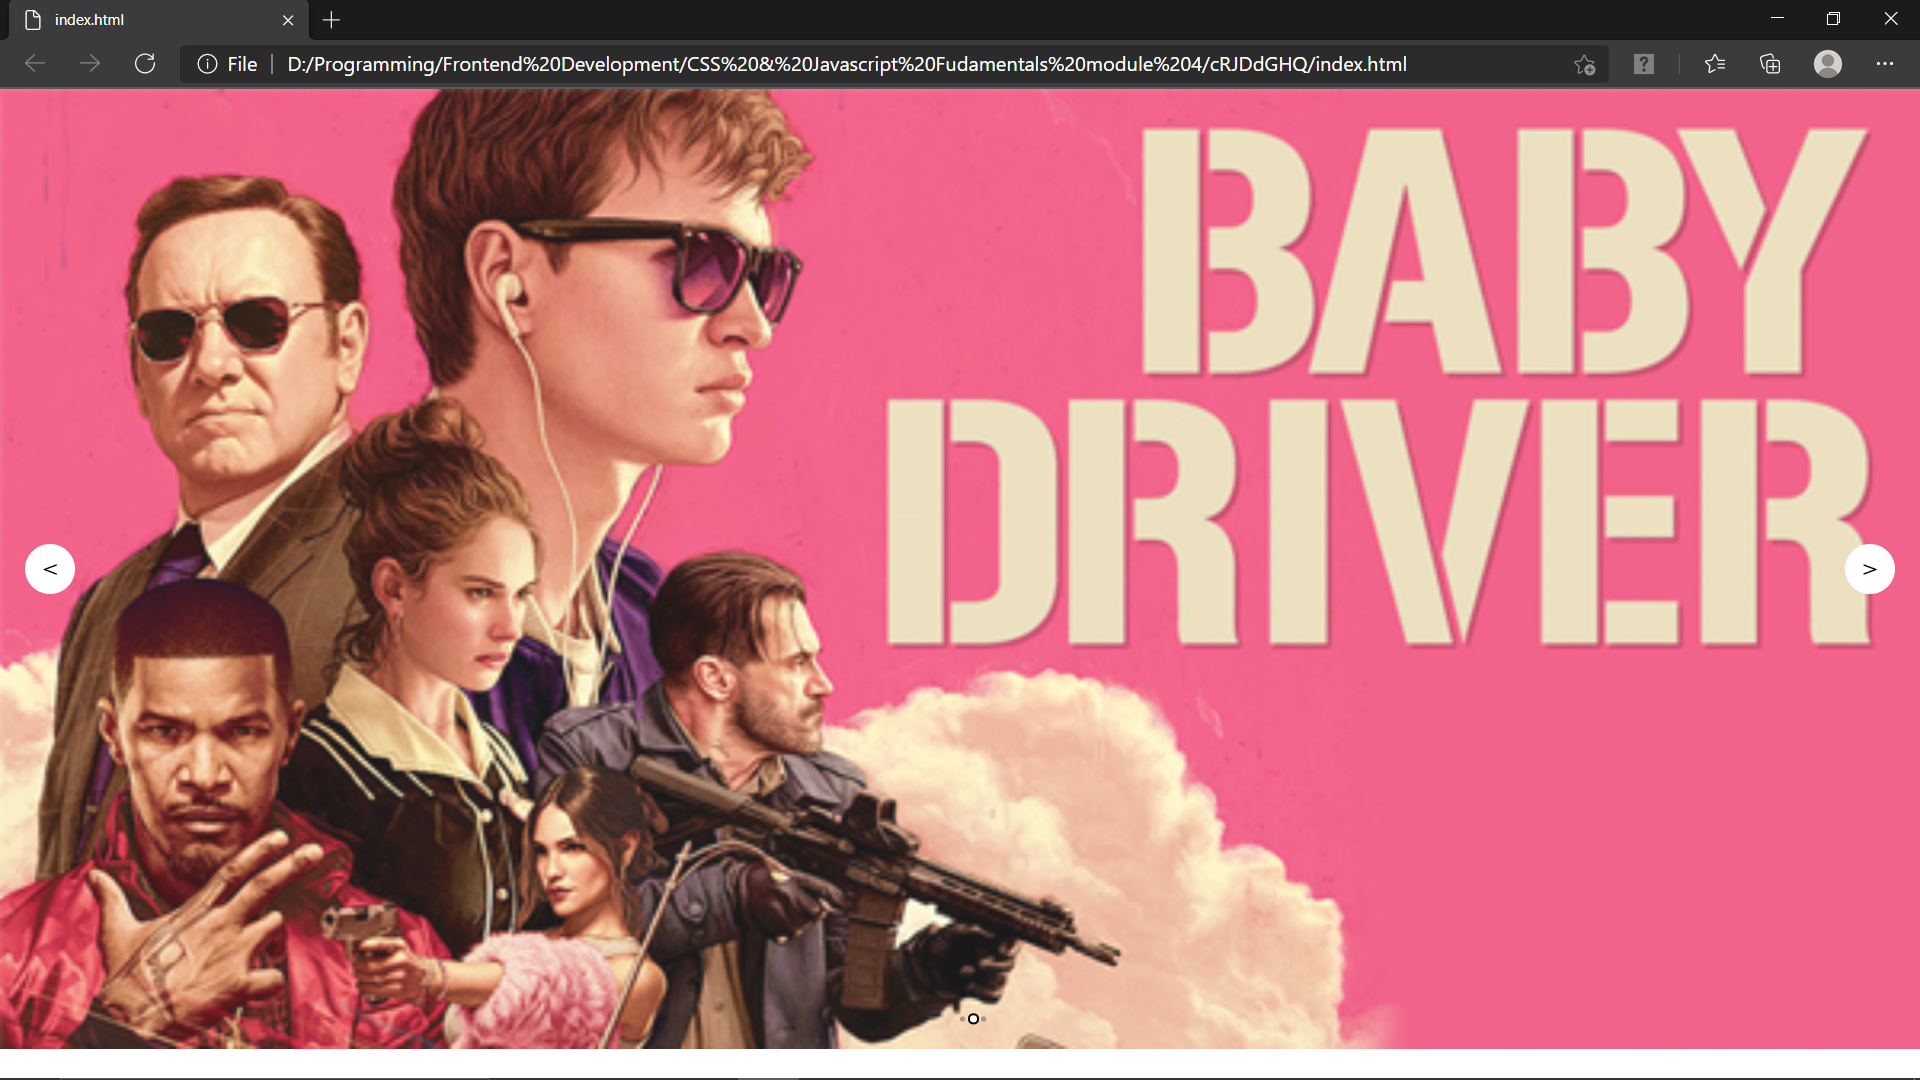 index.html
File
D:/Programming/Frontend%20Development/CSS%20&%20Javascript%20Fudamentals%20module%204/cRJDdGHQ/index.html
BABY
DRIVER
<
>